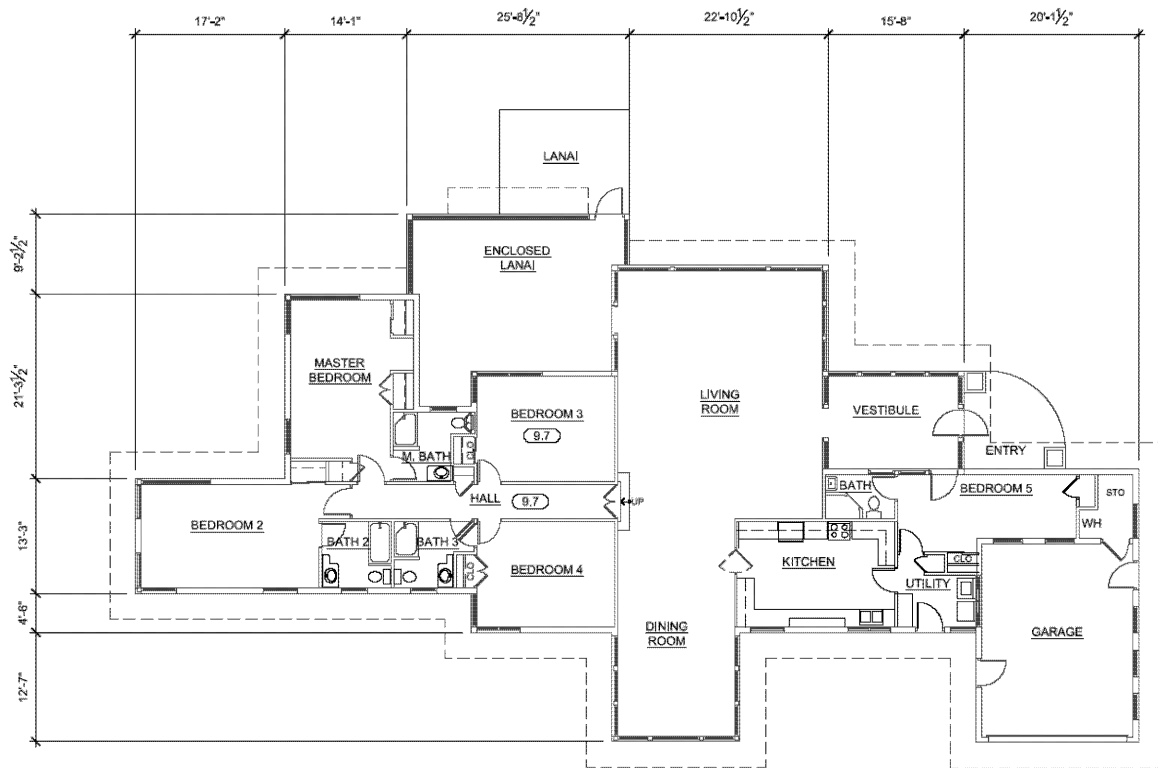 17'-2"
14'-1"
25'-8½"
22'-10½"
15'-8"
20'-1½"
LANAI
9'-2½"
ENCLOSED
LANAI
21'-3½"
MASTER
BEDROOM
LIVING
ROOM
BEDROOM 3
9.7
VESTIBULE
M. BATH
CLO
ENTRY
HALL
9.7
UP
BATH
BEDROOM 5
STO
WH
13'-3"
BEDROOM 2
BATH 2
BATH 3
CLO
BEDROOM 4
KITCHEN
CLO
UTILITY
4'-6"
DINING
ROOM
GARAGE
12'-7"